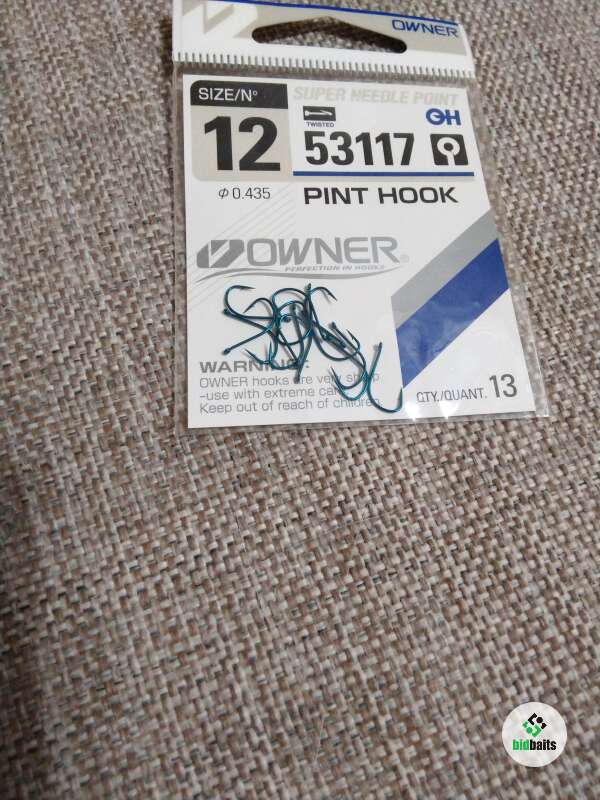 OWNER
SIZE/N°
SUPER NEEDLE POINT
12
TWISTED
53117
OH
Φ 0.435
PINT HOOK
OWNER®
PERFECTION IN HOOKS
WARNING:
OWNER hooks are very sharp
-use with extreme care.
Keep out of reach of children.
QTY./QUANT. 13
bidbaits